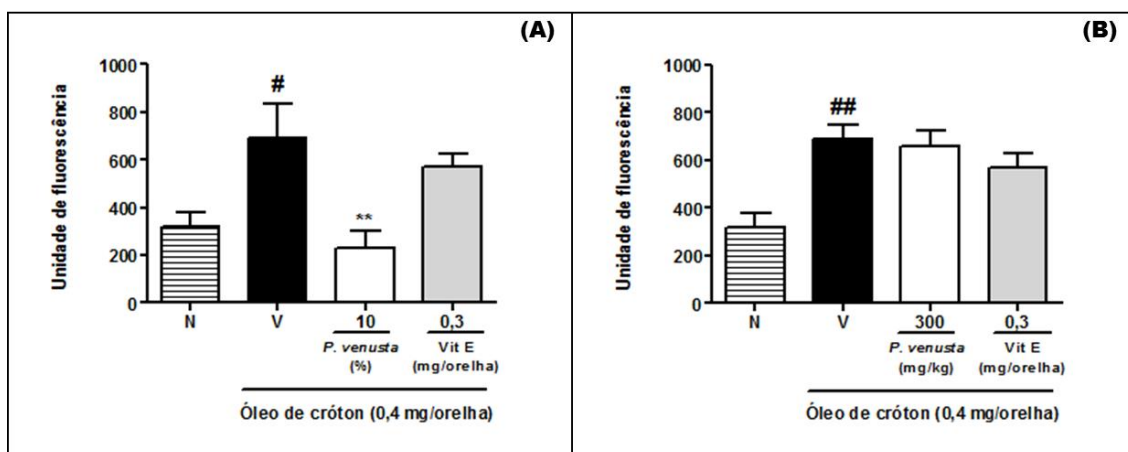 (A)
Unidade de fluorescência
1000
800
600
400
200
0
#
**
N
V
10
0,3
P. venusta
(%)
Vit E
(mg/orelha)
Óleo de cróton (0,4 mg/orelha)
(B)
Unidade de fluorescência
1000
800
600
400
200
0
##
N
V
300
0,3
P. venusta
(mg/kg)
Vit E
(mg/orelha)
Óleo de cróton (0,4 mg/orelha)